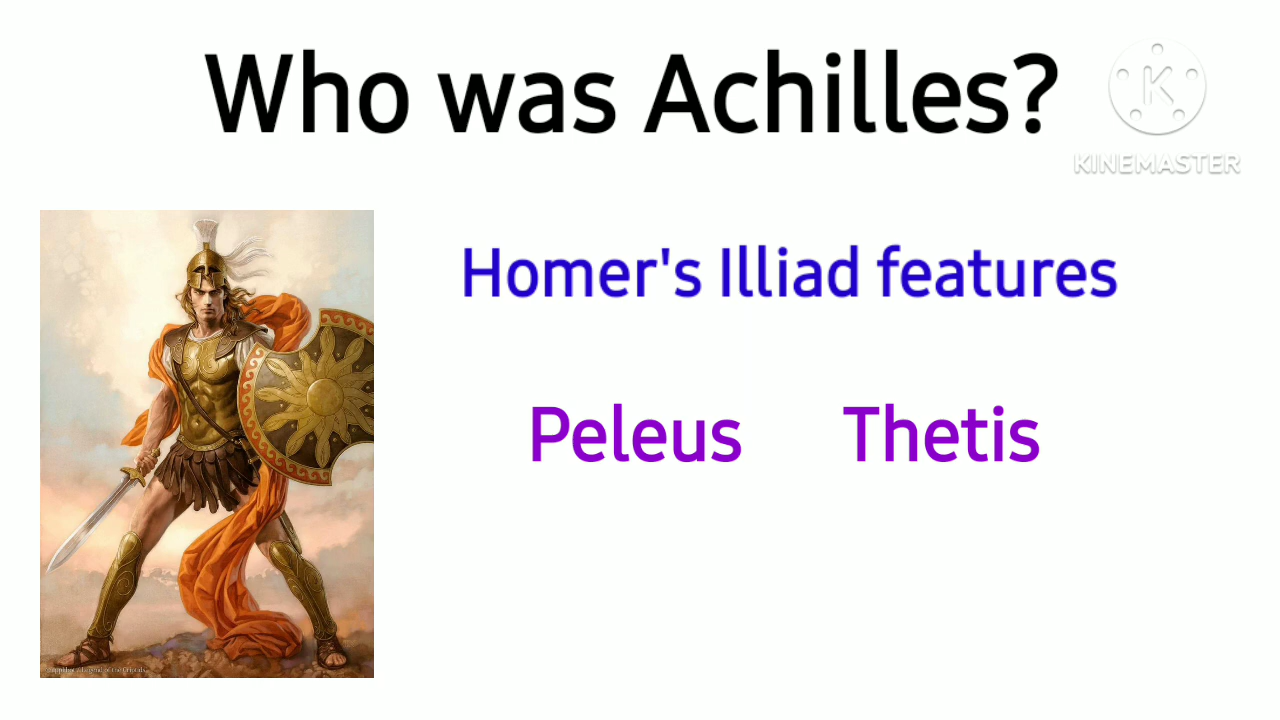 Who was Achilles?
KINEMASTER
Homer's Illiad features
Peleus Thetis